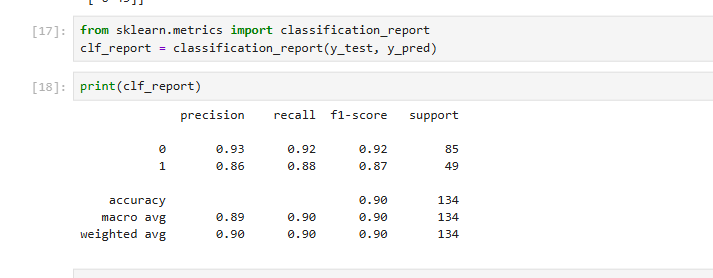 [17]: from sklearn.metrics import classification_report
clf_report = classification_report(y_test, y_pred)
[18]: print(clf_report)
precision recall f1-score support
0 0.93 0.92 0.92 85
1 0.86 0.88 0.87 49
accuracy 0.90 134
macro avg 0.89 0.90 0.90 134
weighted avg 0.90 0.90 0.90 134